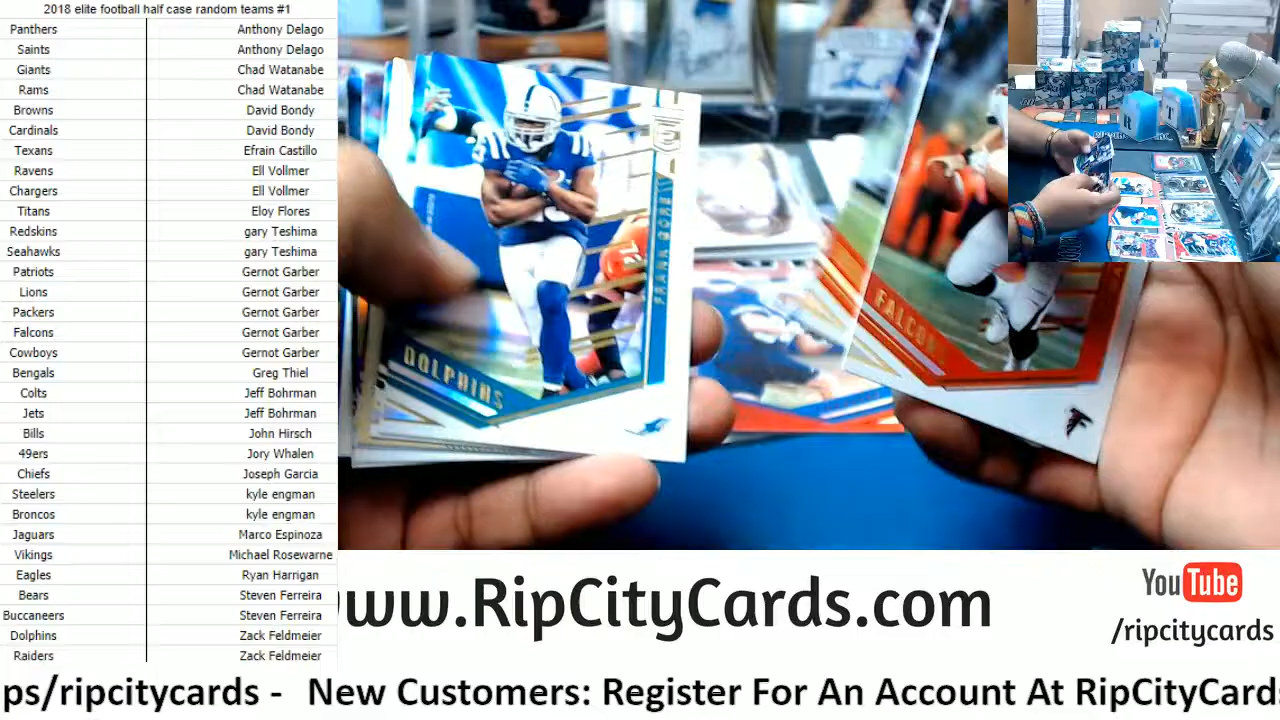 2018 elite football half case random teams #1
Panthers Anthony Delago
Saints Anthony Delago
Giants Chad Watanabe
Rams Chad Watanabe
Browns David Bondy
Cardinals David Bondy
Texans Efrain Castillo
Ravens Ell Vollmer
Chargers Ell Vollmer
Titans Eloy Flores
Redskins gary Teshima
Seahawks gary Teshima
Patriots Gernot Garber
Lions Gernot Garber
Packers Gernot Garber
Falcons Gernot Garber
Cowboys Gernot Garber
Bengals Greg Thiel
Colts Jeff Bohrman
Jets Jeff Bohrman
Bills John Hirsch
49ers Jory Whalen
Chiefs Joseph Garcia
Steelers kyle engman
Broncos kyle engman
Jaguars Marco Espinoza
Vikings Michael Rosewarne
Eagles Ryan Harrigan
Bears Steven Ferreira
Buccaneers Steven Ferreira
Dolphins Zack Feldmeier
Raiders Zack Feldmeier
DOLPHINS
FRANK GORE
FALCONS
www.RipCityCards.com
YouTube
/ripcitycards
ps/ripcitycards - New Customers: Register For An Account At RipCityCards